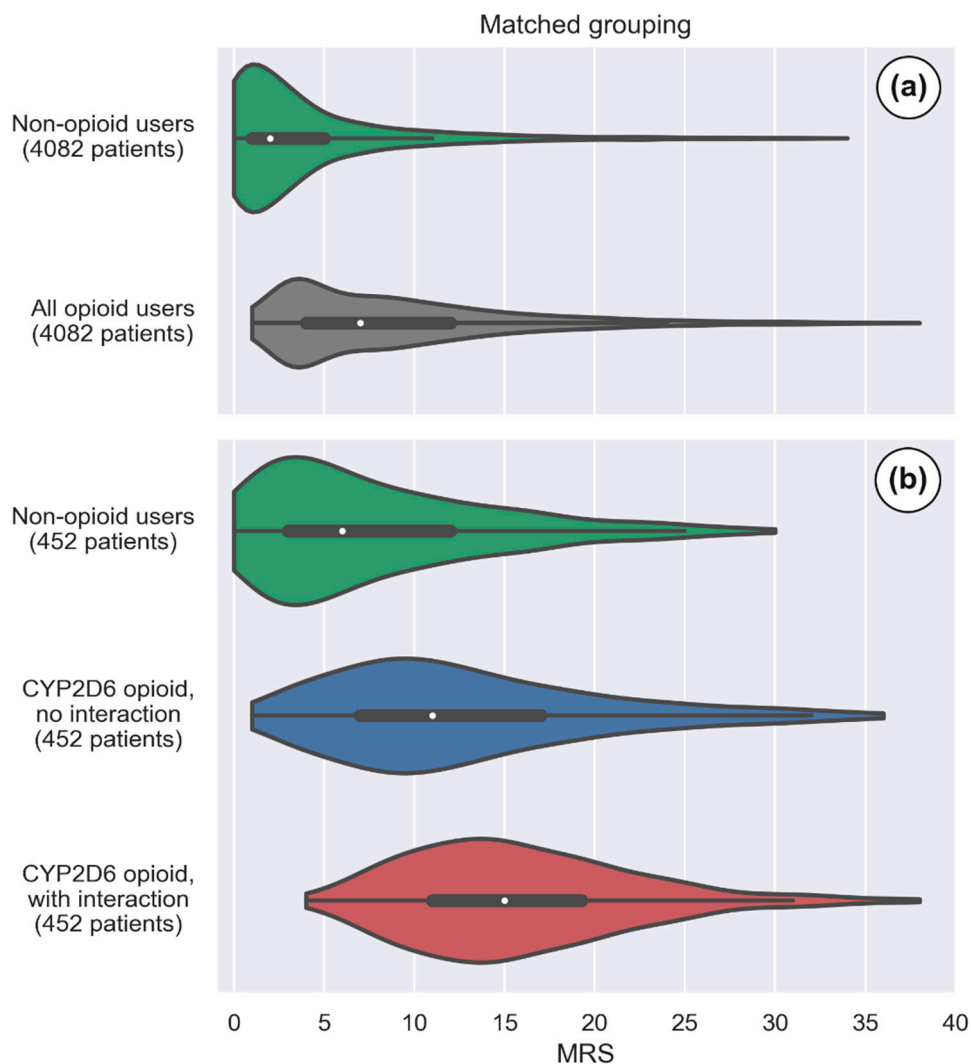 Matched grouping
(a)
Non-opioid users
(4082 patients)
All opioid users
(4082 patients)
(b)
Non-opioid users
(452 patients)
CYP2D6 opioid,
no interaction
(452 patients)
CYP2D6 opioid,
with interaction
(452 patients)
0 5 10 15 20 25 30 35 40
MRS